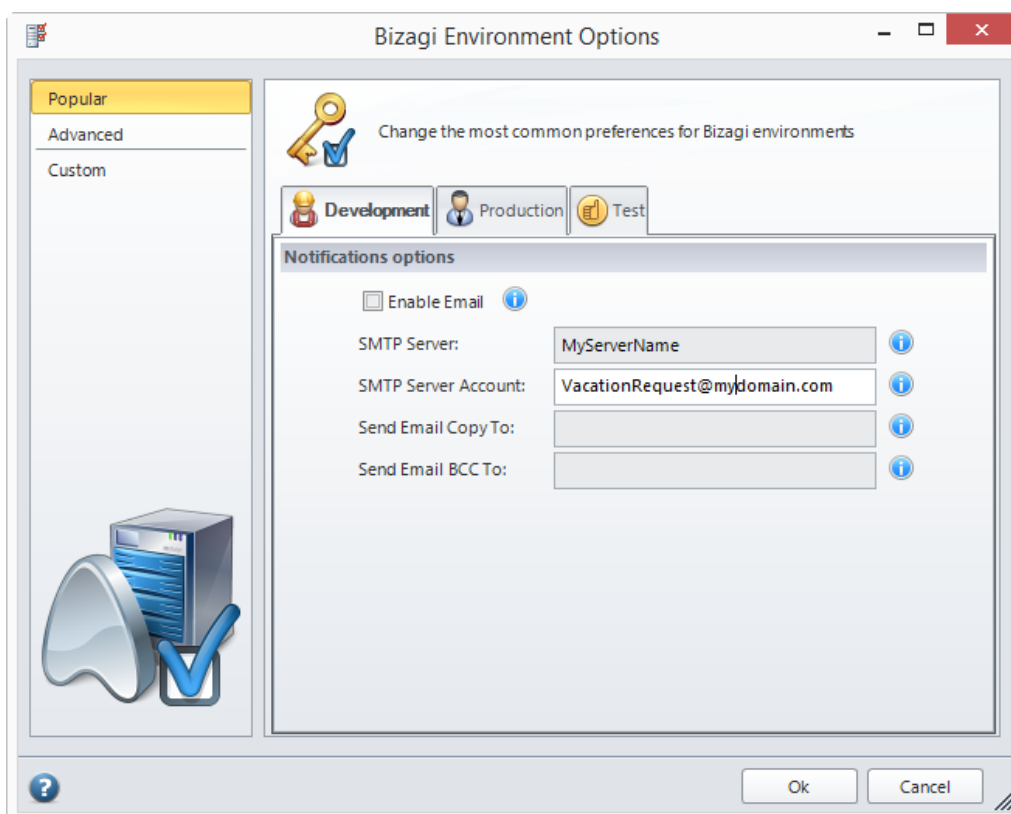 Bizagi Environment Options
Popular
Advanced
Custom
Change the most common preferences for Bizagi environments
Development Production Test
Notifications options
Enable Email
SMTP Server: MyServerName
SMTP Server Account: VacationRequest@mydomain.com
Send Email Copy To:
Send Email BCC To:
Ok Cancel